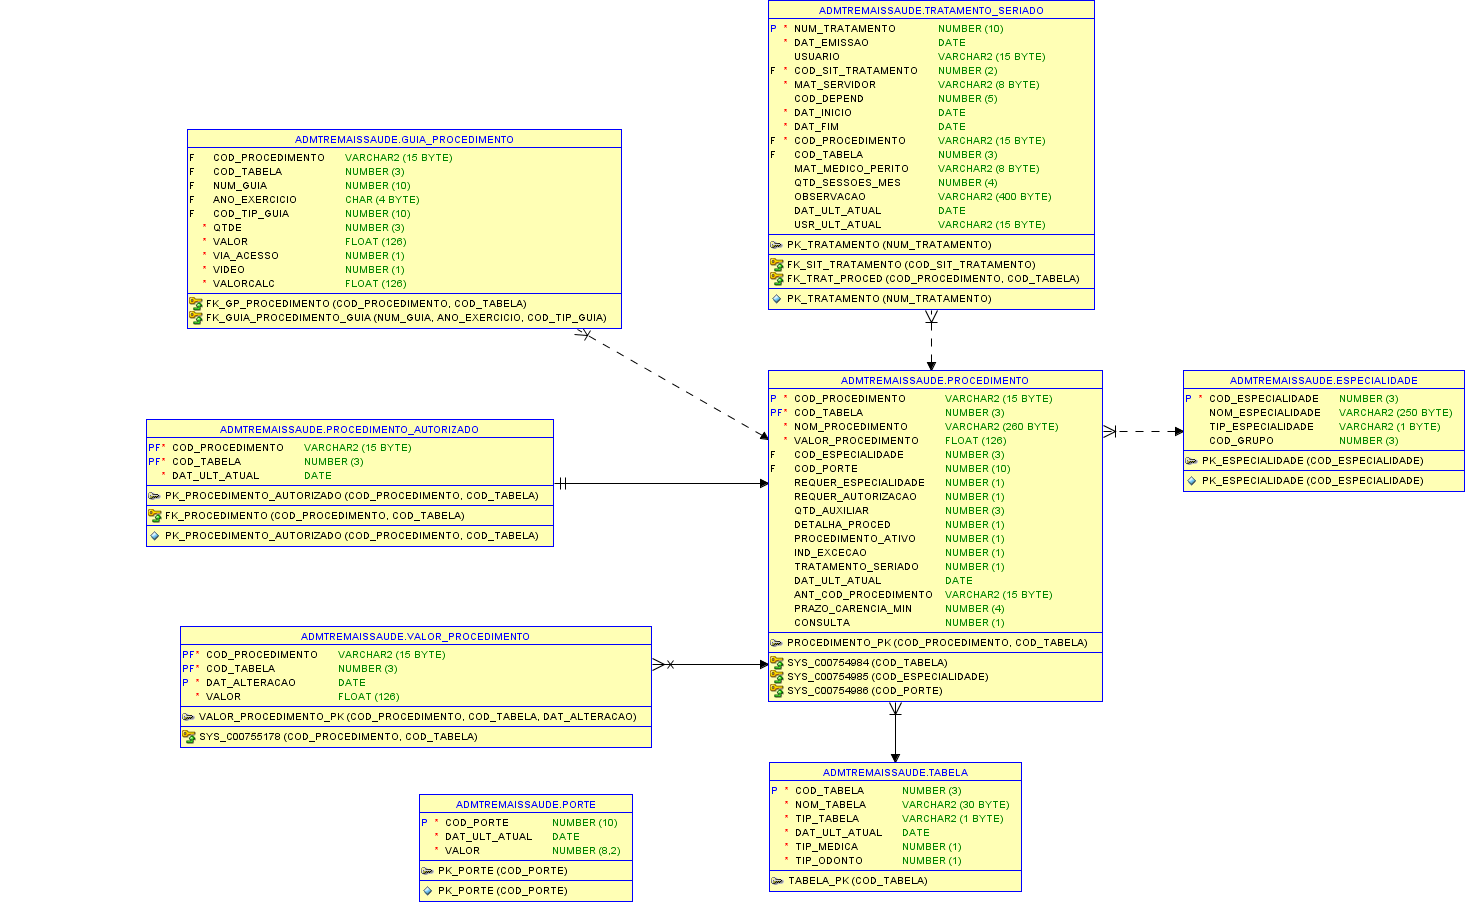 ADMTREMAISSAUDE.TRATAMENTO_SERIADO
P * NUM_TRATAMENTO NUMBER (10)
* DAT_EMISSAO DATE
USUARIO VARCHAR2 (15 BYTE)
F * COD_SIT_TRATAMENTO NUMBER (2)
* MAT_SERVIDOR VARCHAR2 (8 BYTE)
COD_DEPEND NUMBER (5)
* DAT_INICIO DATE
* DAT_FIM DATE
F * COD_PROCEDIMENTO VARCHAR2 (15 BYTE)
F COD_TABELA NUMBER (3)
MAT_MEDICO_PERITO VARCHAR2 (8 BYTE)
QTD_SESSOES_MES NUMBER (4)
OBSERVACAO VARCHAR2 (400 BYTE)
DAT_ULT_ATUAL DATE
USR_ULT_ATUAL VARCHAR2 (15 BYTE)
PK_TRATAMENTO (NUM_TRATAMENTO)
FK_SIT_TRATAMENTO (COD_SIT_TRATAMENTO)
FK_TRAT_PROCED (COD_PROCEDIMENTO, COD_TABELA)
PK_TRATAMENTO (NUM_TRATAMENTO)
ADMTREMAISSAUDE.GUIA_PROCEDIMENTO
F COD_PROCEDIMENTO VARCHAR2 (15 BYTE)
F COD_TABELA NUMBER (3)
F NUM_GUIA NUMBER (10)
F ANO_EXERCICIO CHAR (4 BYTE)
F COD_TIP_GUIA NUMBER (10)
* QTDE NUMBER (3)
* VALOR FLOAT (126)
* VIA_ACESSO NUMBER (1)
* VIDEO NUMBER (1)
* VALORCALC FLOAT (126)
FK_GP_PROCEDIMENTO (COD_PROCEDIMENTO, COD_TABELA)
FK_GUIA_PROCEDIMENTO_GUIA (NUM_GUIA, ANO_EXERCICIO, COD_TIP_GUIA)
ADMTREMAISSAUDE.PROCEDIMENTO
P * COD_PROCEDIMENTO VARCHAR2 (15 BYTE)
PF* COD_TABELA NUMBER (3)
* NOM_PROCEDIMENTO VARCHAR2 (260 BYTE)
* VALOR_PROCEDIMENTO FLOAT (126)
F COD_ESPECIALIDADE NUMBER (3)
F COD_PORTE NUMBER (10)
REQUER_ESPECIALIDADE NUMBER (1)
REQUER_AUTORIZACAO NUMBER (1)
QTD_AUXILIAR NUMBER (3)
DETALHA_PROCED NUMBER (1)
PROCEDIMENTO_ATIVO NUMBER (1)
IND_EXCECAO NUMBER (1)
TRATAMENTO_SERIADO NUMBER (1)
DAT_ULT_ATUAL DATE
ANT_COD_PROCEDIMENTO VARCHAR2 (15 BYTE)
PRAZO_CARENCIA_MIN NUMBER (4)
CONSULTA NUMBER (1)
PROCEDIMENTO_PK (COD_PROCEDIMENTO, COD_TABELA)
SYS_C00754984 (COD_TABELA)
SYS_C00754985 (COD_ESPECIALIDADE)
SYS_C00754986 (COD_PORTE)
ADMTREMAISSAUDE.ESPECIALIDADE
P * COD_ESPECIALIDADE NUMBER (3)
NOM_ESPECIALIDADE VARCHAR2 (250 BYTE)
TIP_ESPECIALIDADE VARCHAR2 (1 BYTE)
COD_GRUPO NUMBER (3)
PK_ESPECIALIDADE (COD_ESPECIALIDADE)
PK_ESPECIALIDADE (COD_ESPECIALIDADE)
ADMTREMAISSAUDE.PROCEDIMENTO_AUTORIZADO
PF* COD_PROCEDIMENTO VARCHAR2 (15 BYTE)
PF* COD_TABELA NUMBER (3)
* DAT_ULT_ATUAL DATE
PK_PROCEDIMENTO_AUTORIZADO (COD_PROCEDIMENTO, COD_TABELA)
FK_PROCEDIMENTO (COD_PROCEDIMENTO, COD_TABELA)
PK_PROCEDIMENTO_AUTORIZADO (COD_PROCEDIMENTO, COD_TABELA)
ADMTREMAISSAUDE.VALOR_PROCEDIMENTO
PF* COD_PROCEDIMENTO VARCHAR2 (15 BYTE)
PF* COD_TABELA NUMBER (3)
P * DAT_ALTERACAO DATE
* VALOR FLOAT (126)
VALOR_PROCEDIMENTO_PK (COD_PROCEDIMENTO, COD_TABELA, DAT_ALTERACAO)
SYS_C00755178 (COD_PROCEDIMENTO, COD_TABELA)
ADMTREMAISSAUDE.TABELA
P * COD_TABELA NUMBER (3)
* NOM_TABELA VARCHAR2 (30 BYTE)
* TIP_TABELA VARCHAR2 (1 BYTE)
* DAT_ULT_ATUAL DATE
* TIP_MEDICA NUMBER (1)
* TIP_ODONTO NUMBER (1)
TABELA_PK (COD_TABELA)
ADMTREMAISSAUDE.PORTE
P * COD_PORTE NUMBER (10)
* DAT_ULT_ATUAL DATE
* VALOR NUMBER (8,2)
PK_PORTE (COD_PORTE)
PK_PORTE (COD_PORTE)